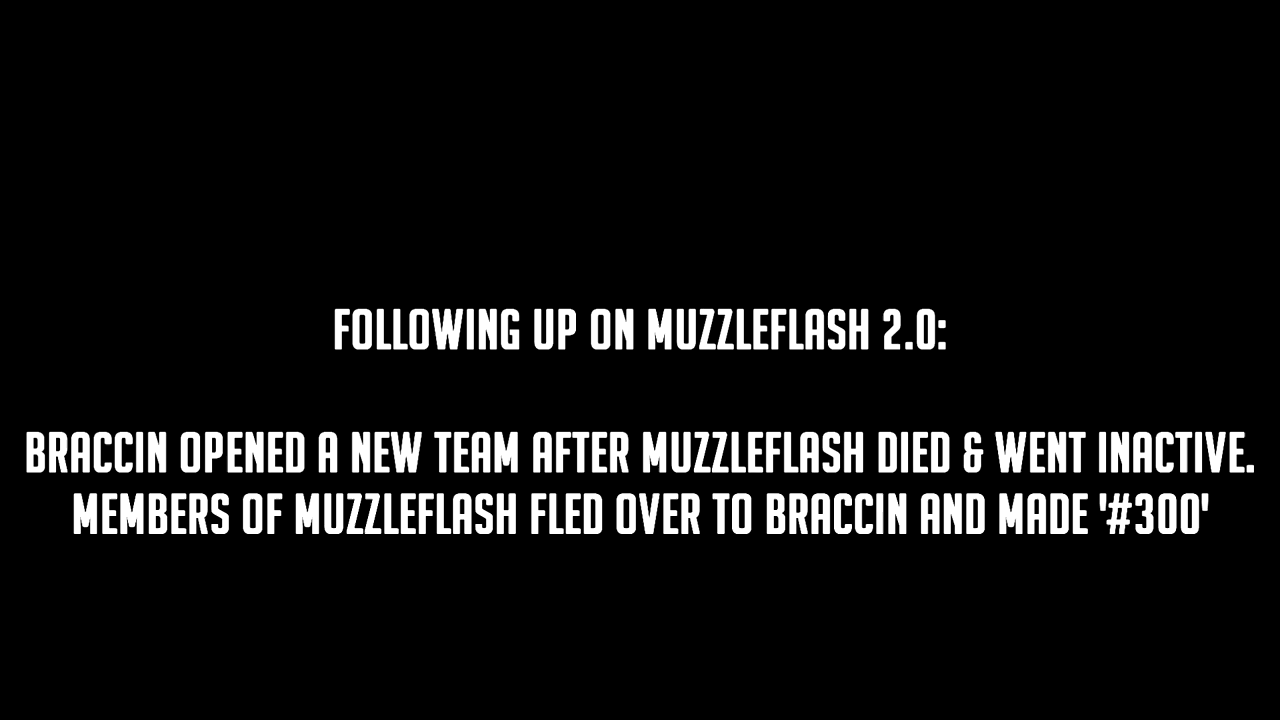 FOLLOWING UP ON MUZZLEFLASH 2.0:
BRACCIN OPENED A NEW TEAM AFTER MUZZLEFLASH DIED & WENT INACTIVE.
MEMBERS OF MUZZLEFLASH FLED OVER TO BRACCIN AND MADE '#300'